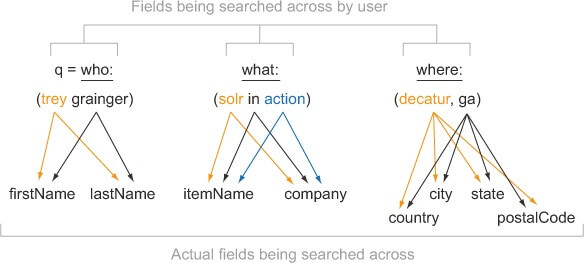 Fields being searched across by user
q = who: what: where:
(trey grainger) (solr in action) (decatur, ga)
firstName lastName itemName company city state
country postalCode
Actual fields being searched across